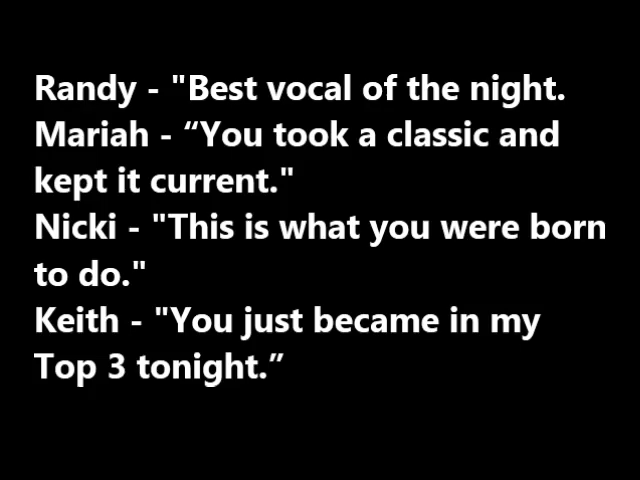 Randy - "Best vocal of the night.
Mariah - “You took a classic and
kept it current."
Nicki - "This is what you were born
to do."
Keith - "You just became in my
Top 3 tonight.”